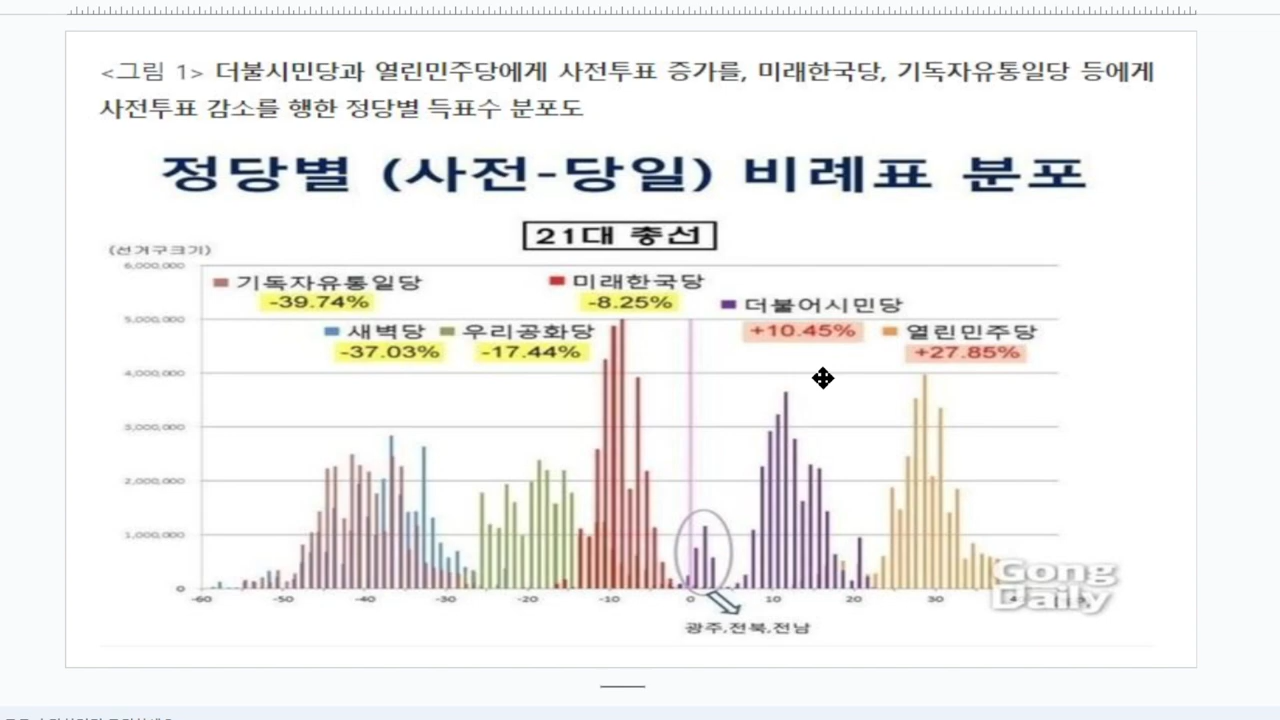 <그림 1> 더불시민당과 열린민주당에게 사전투표 증가를, 미래한국당, 기독자유통일당 등에게
사전투표 감소를 행한 정당별 득표수 분포도
정당별 (사전-당일) 비례표 분포
21대 총선
(선거구크기)
6,000,000
기독자유통일당
미래한국당
-39.74%
-8.25%
더불어시민당
5,000,000
새벽당
우리공화당
+10.45%
열린민주당
-37.03%
-17.44%
+27.85%
4,000,000
3,000,000
2,000,000
1,000,000
0
-60 -50 -40 -30 -20 -10 0 10 20 30
Gong
Daily
광주,전북,전남